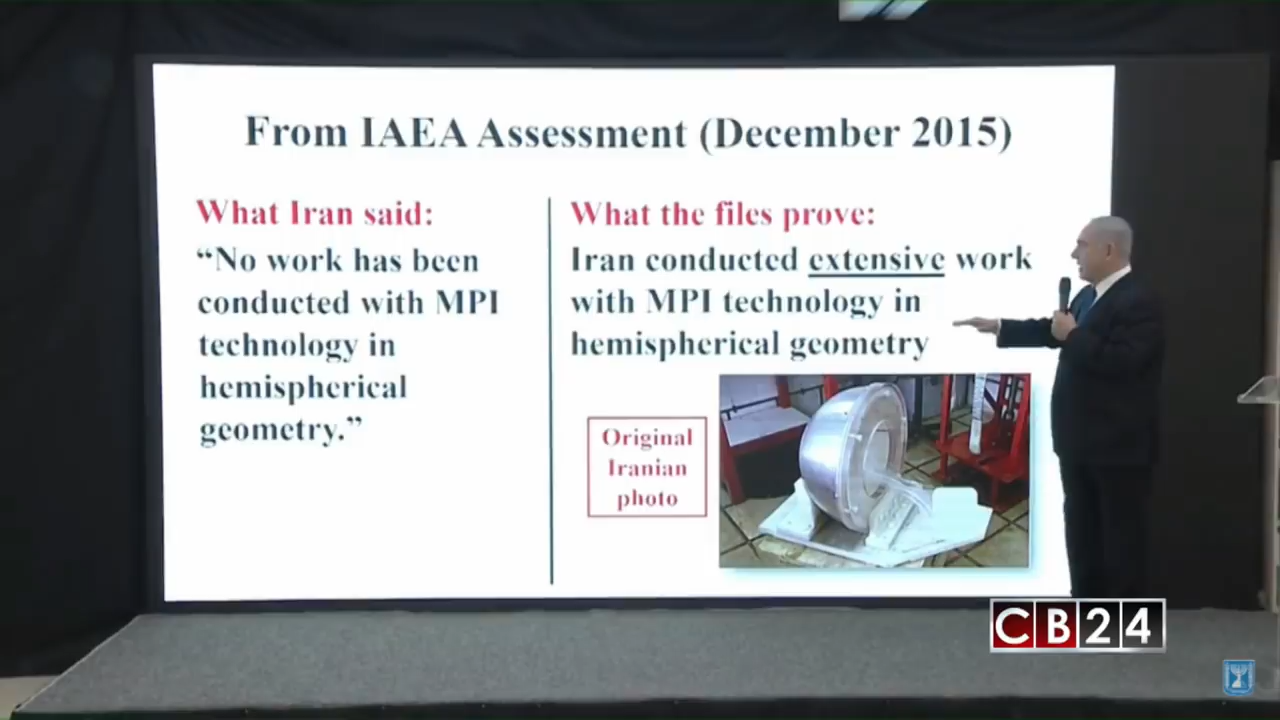 From IAEA Assessment (December 2015)
What Iran said:
“No work has been
conducted with MPI
technology in
hemispherical
geometry.”
What the files prove:
Iran conducted extensive work
with MPI technology in
hemispherical geometry
Original
Iranian
photo
CB24